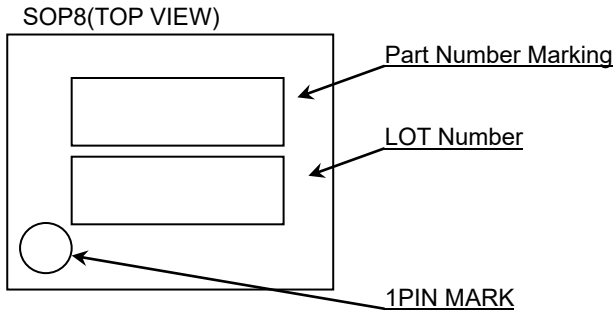 SOP8(TOP VIEW)
Part Number Marking
LOT Number
1PIN MARK